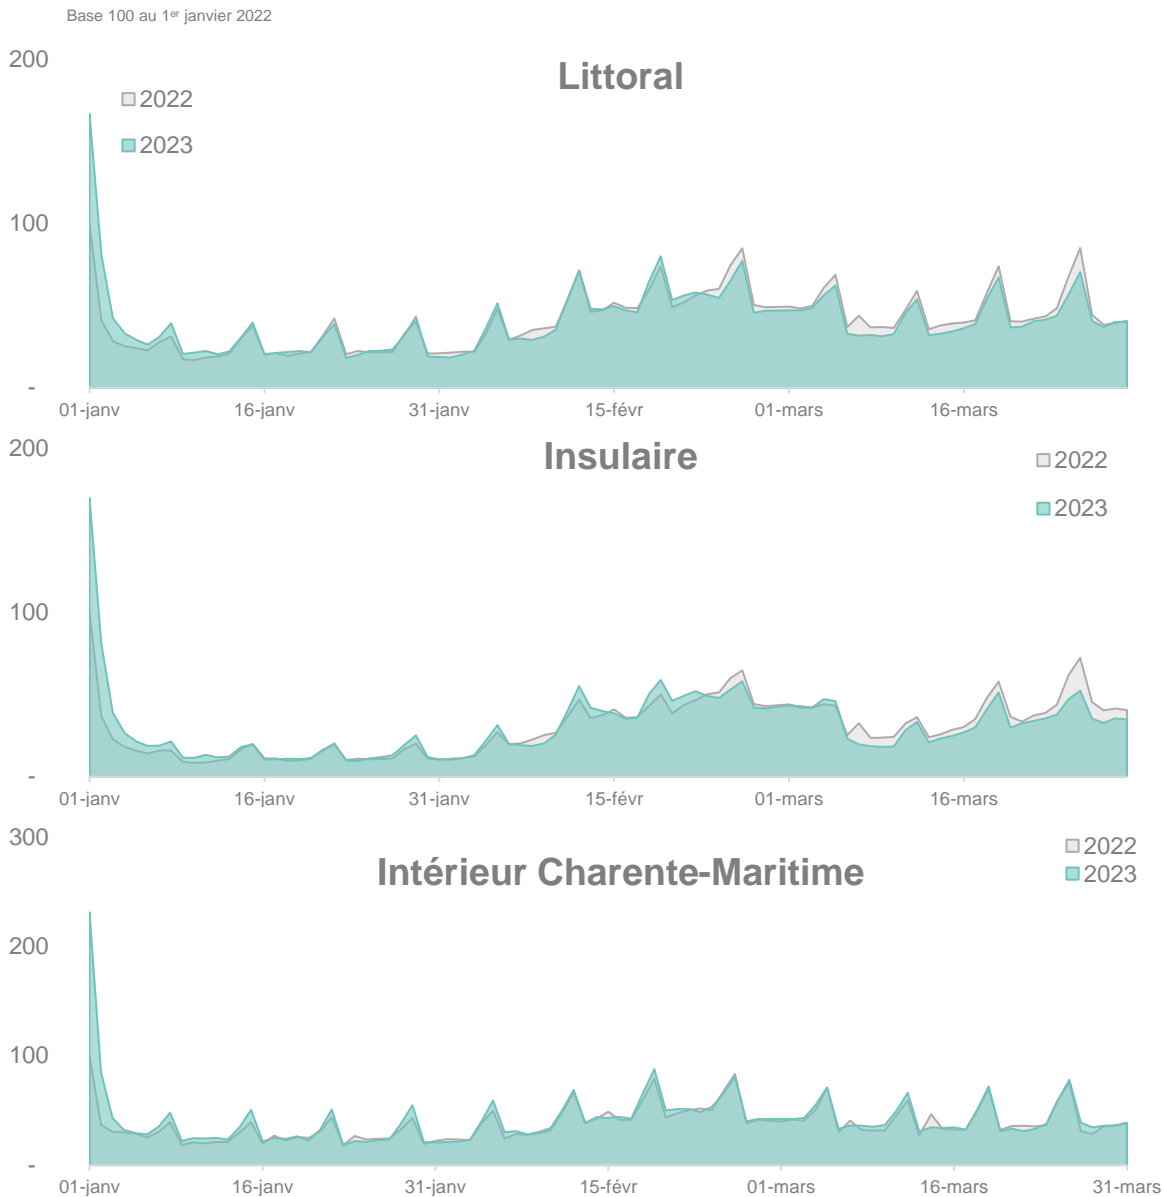 Base 100 au 1er janvier 2022
200
Littoral
2022
2023
100
-
01-janv 16-janv 31-janv 15-févr 01-mars 16-mars
200
Insulaire
2022
2023
100
-
01-janv 16-janv 31-janv 15-févr 01-mars 16-mars
300
2022
Intérieur Charente-Maritime
2023
200
100
-
01-janv 16-janv 31-janv 15-févr 01-mars 16-mars 31-mars